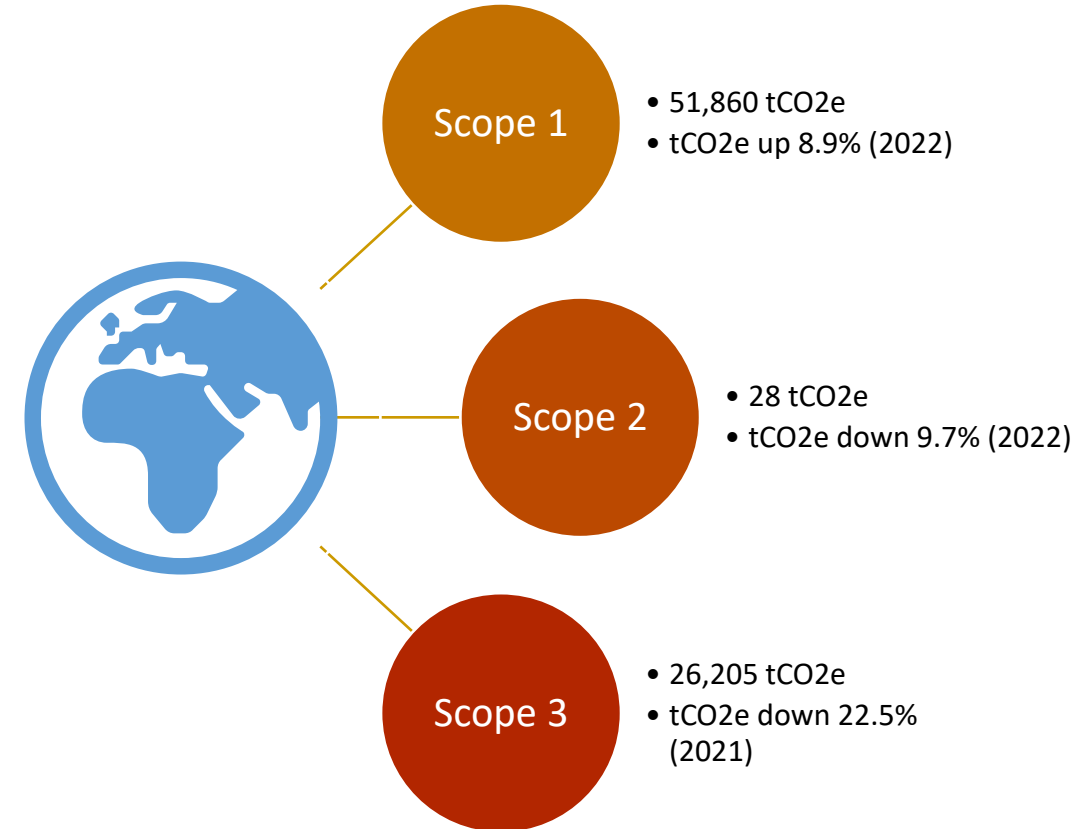 Scope 1
• 51,860 tCO2e
• tCO2e up 8.9% (2022)
Scope 2
• 28 tCO2e
• tCO2e down 9.7% (2022)
Scope 3
• 26,205 tCO2e
• tCO2e down 22.5%
(2021)